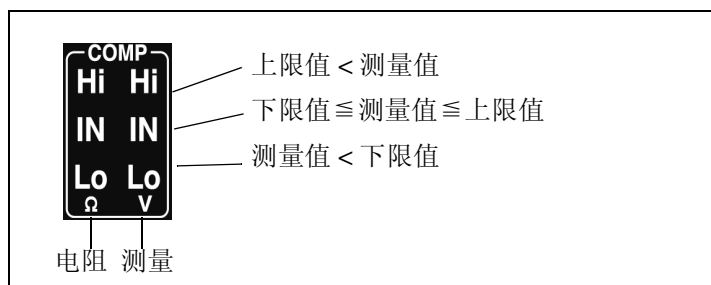 COMP
Hi Hi
上限值 < 测量值
IN IN
下限值≦测量值≦上限值
Lo Lo
测量值 < 下限值
Ω V
电阻 测量